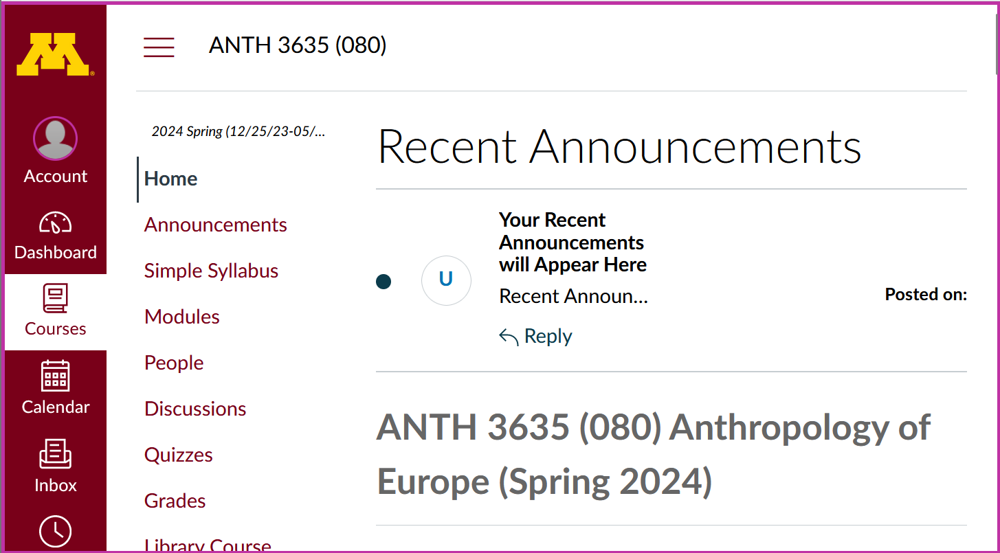 ANTH 3635 (080)
Account
Dashboard
Courses
Calendar
Inbox
2024 Spring (12/25/23-05/...
Home
Announcements
Simple Syllabus
Modules
People
Discussions
Quizzes
Grades
Library Course
Recent Announcements
Your Recent
Announcements
will Appear Here
U
Recent Announ...
Posted on:
Reply
ANTH 3635 (080) Anthropology of
Europe (Spring 2024)